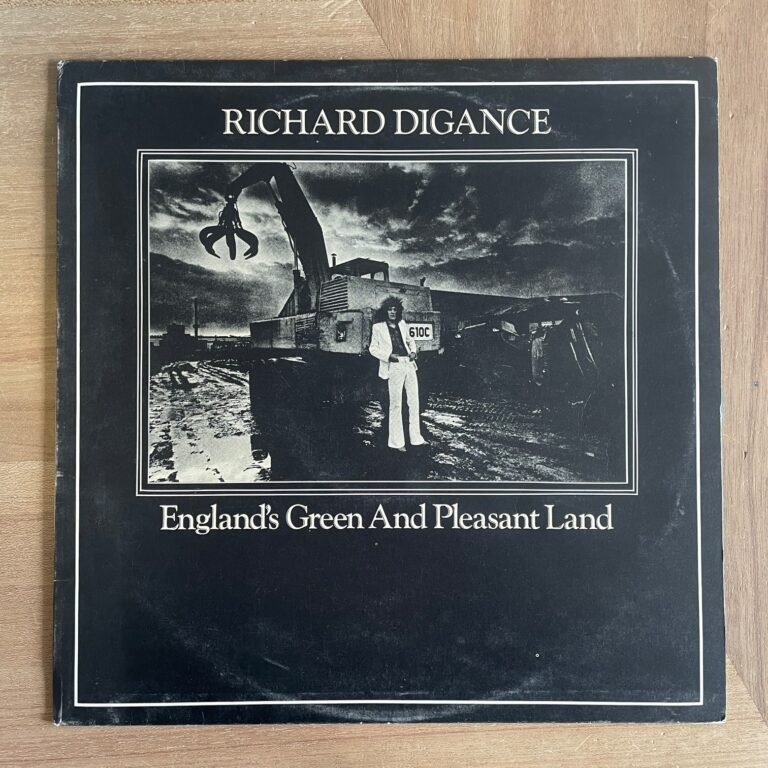 RICHARD DIGANCE
610C
England's Green And Pleasant Land